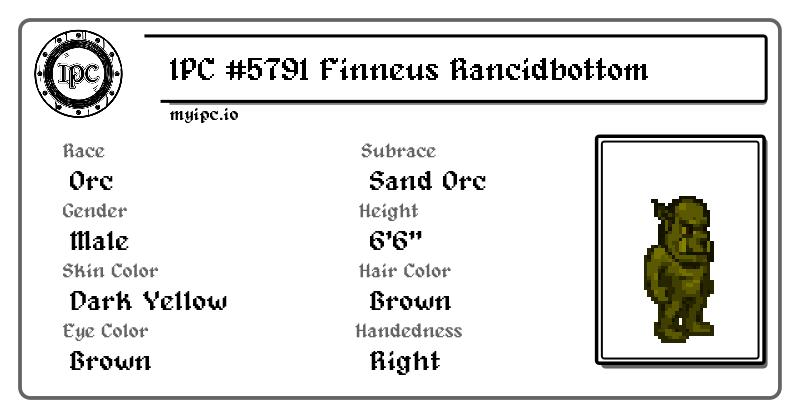 IPC
IPC #5791 Finneus Rancidbottom
myipc.io
Race
Subrace
Orc
Sand Orc
Gender
Height
Male
6'6"
Skin Color
Hair Color
Dark Yellow
Brown
Eye Color
Handedness
Brown
Right